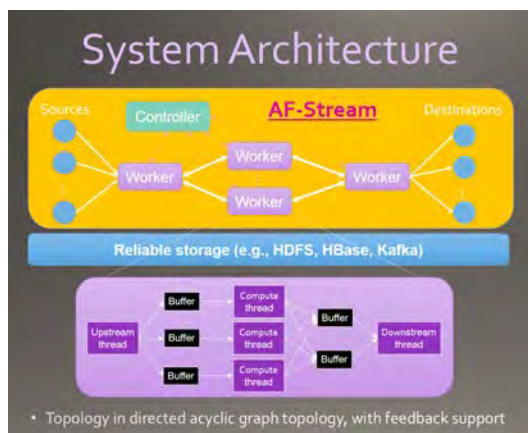 System Architecture
Sources
Controller
AF-Stream
Destinations
Worker
Worker
Worker
Worker
Reliable storage (e.g., HDFS, HBase, Kafka)
Upstream
thread
Buffer
Buffer
Buffer
Compute
thread
Compute
thread
Compute
thread
Buffer
Buffer
Downstream
thread
• Topology in directed acyclic graph topology, with feedback support